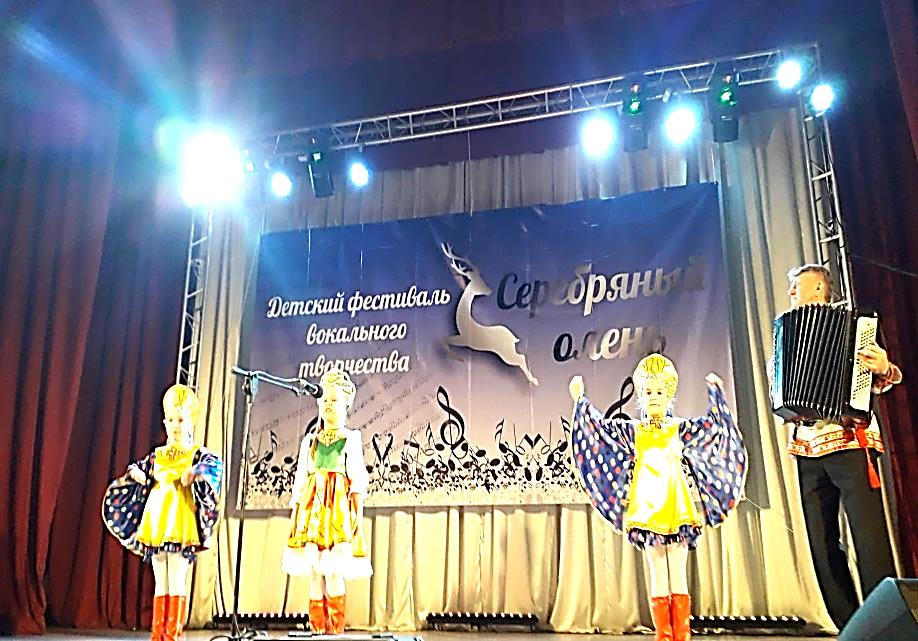 Детский фестиваль
вокального
творчества
Серебряный
олень